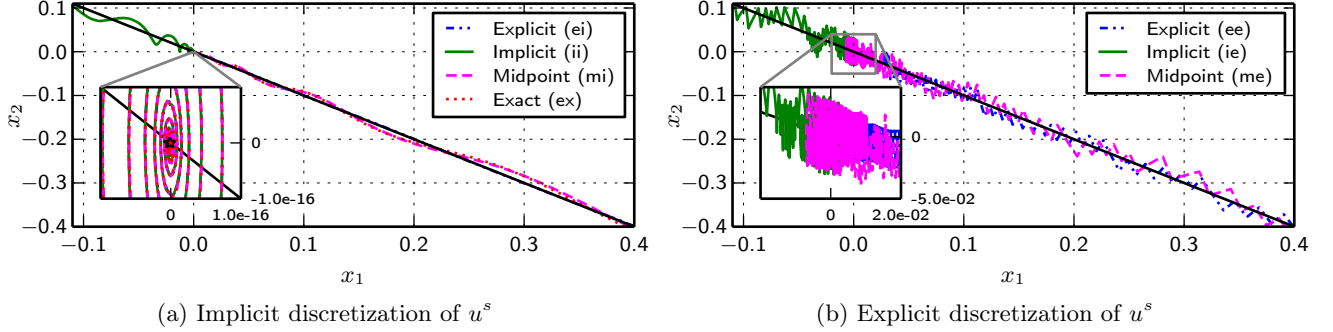 0.1
0.0
−0.1
−0.2
−0.3
−0.4
x₂
−0.1
0.0
0.1
0.2
0.3
0.4
x₁
Explicit (ei)
Implicit (ii)
Midpoint (mi)
Exact (ex)
0
−1.0e-16
0
1.0e-16
(a) Implicit discretization of uˢ
0.1
0.0
−0.1
−0.2
−0.3
−0.4
x₂
−0.1
0.0
0.1
0.2
0.3
0.4
x₁
Explicit (ee)
Implicit (ie)
Midpoint (me)
0
−5.0e-02
0
2.0e-02
(b) Explicit discretization of uˢ